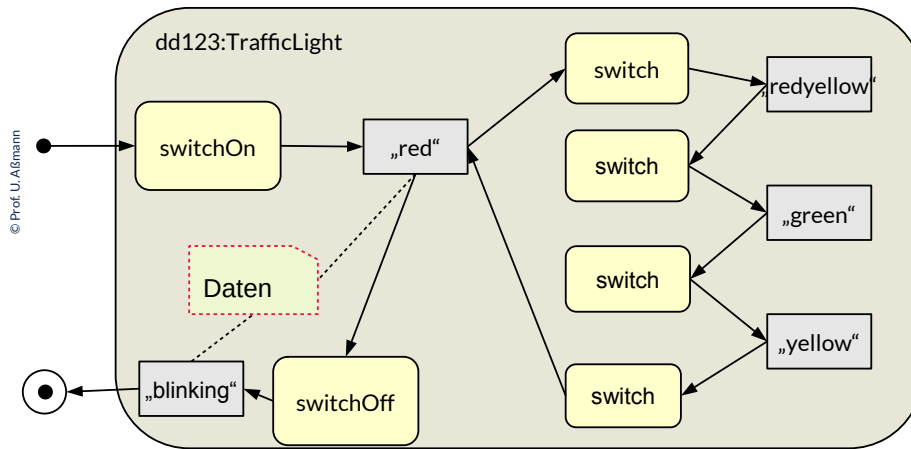 dd123:TrafficLight
switch
„redyellow“
switchOn
„red“
switch
© Prof. U. Aßmann
„green“
switch
Daten
„yellow“
„blinking“
switchOff
switch